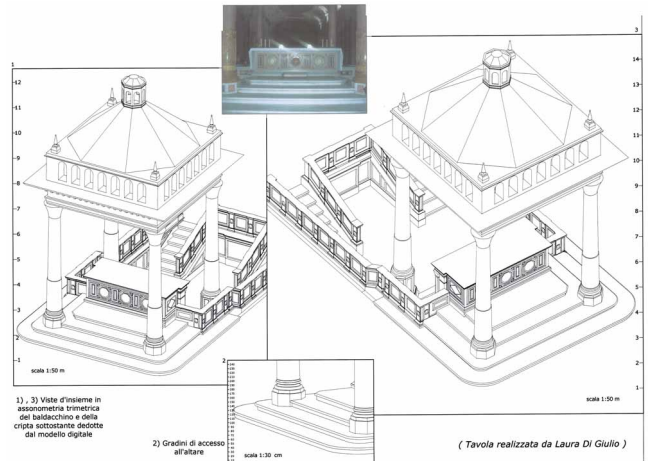 1
12
11
10
9
8
7
6
5
4
3
2
1
scala 1:50 m
3
14
13
12
11
10
9
8
7
6
5
4
3
2
1
scala 1:50 m
1) , 3) Viste d'insieme in
assonometria trimetrica
del baldacchino e della
cripta sottostante dedotte
dal modello digitale
2
2) Gradini di accesso
all'altare
scala 1:30 cm
( Tavola realizzata da Laura Di Giulio )